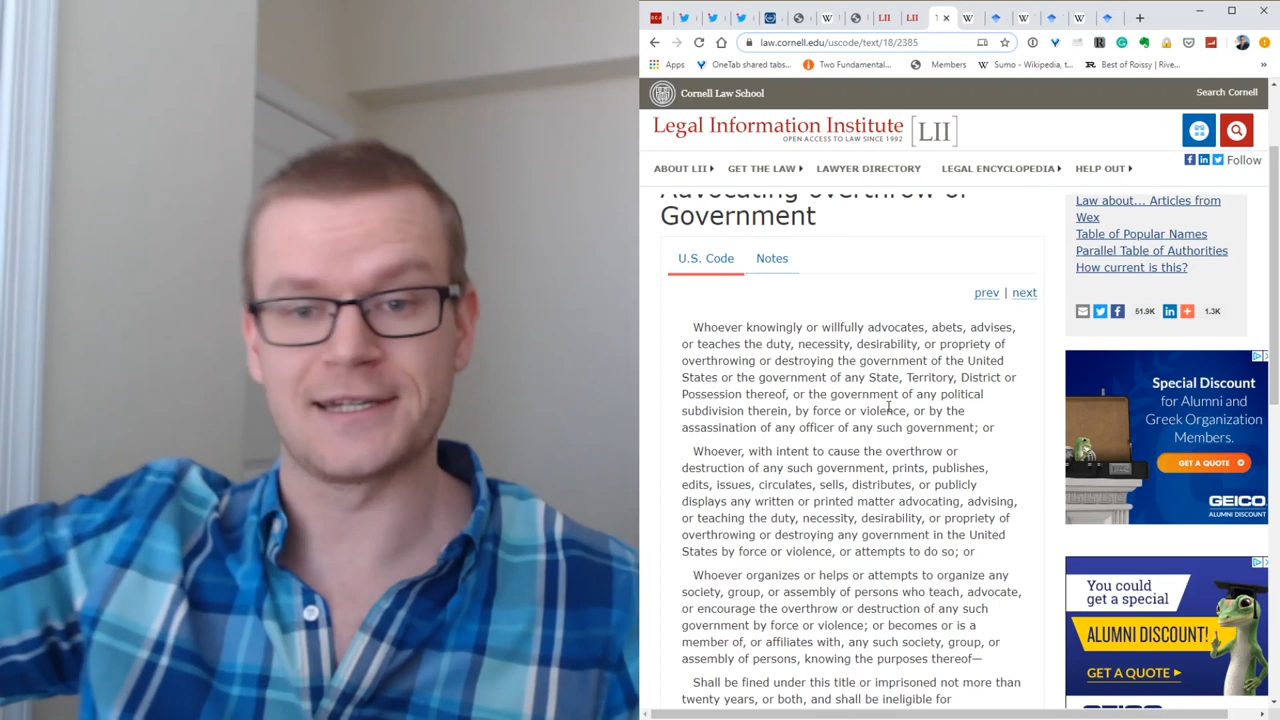 law.cornell.edu/uscode/text/18/2385
Apps
OneTab shared tabs...
Two Fundamental...
Members
Sumo - Wikipedia, t...
Best of Roissy | Rive...
»
Cornell Law School
Search Cornell
Legal Information Institute [LII]
OPEN ACCESS TO LAW SINCE 1992
Follow
ABOUT LII
GET THE LAW
LAWYER DIRECTORY
LEGAL ENCYCLOPEDIA
HELP OUT
Advocating overthrow of
Government
U.S. Code
Notes
prev | next
Whoever knowingly or willfully advocates, abets, advises,
or teaches the duty, necessity, desirability, or propriety of
overthrowing or destroying the government of the United
States or the government of any State, Territory, District or
Possession thereof, or the government of any political
subdivision therein, by force or violence, or by the
assassination of any officer of any such government; or
Whoever, with intent to cause the overthrow or
destruction of any such government, prints, publishes,
edits, issues, circulates, sells, distributes, or publicly
displays any written or printed matter advocating, advising,
or teaching the duty, necessity, desirability, or propriety of
overthrowing or destroying any government in the United
States by force or violence, or attempts to do so; or
Whoever organizes or helps or attempts to organize any
society, group, or assembly of persons who teach, advocate,
or encourage the overthrow or destruction of any such
government by force or violence; or becomes or is a
member of, or affiliates with, any such society, group, or
assembly of persons, knowing the purposes thereof—
Shall be fined under this title or imprisoned not more than
twenty years, or both, and shall be ineligible for
Law about... Articles from
Wex
Table of Popular Names
Parallel Table of Authorities
How current is this?
51.9K
1.3K
Special Discount
for Alumni and
Greek Organization
Members.
GET A QUOTE
GEICO
ALUMNI DISCOUNT
You could
get a special
ALUMNI DISCOUNT!
GET A QUOTE
GEICO